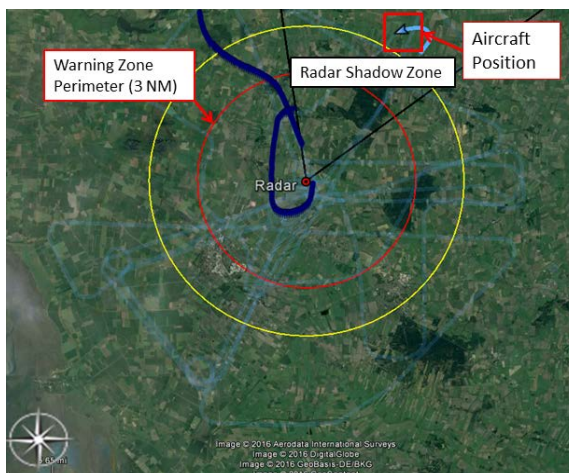 Aircraft
Position
Warning Zone
Perimeter (3 NM)
Radar Shadow Zone
Radar
Image © 2016 Aerodata International Surveys
Image © 2016 DigitalGlobe
Image © 2016 GeoBasis-DE/BKG